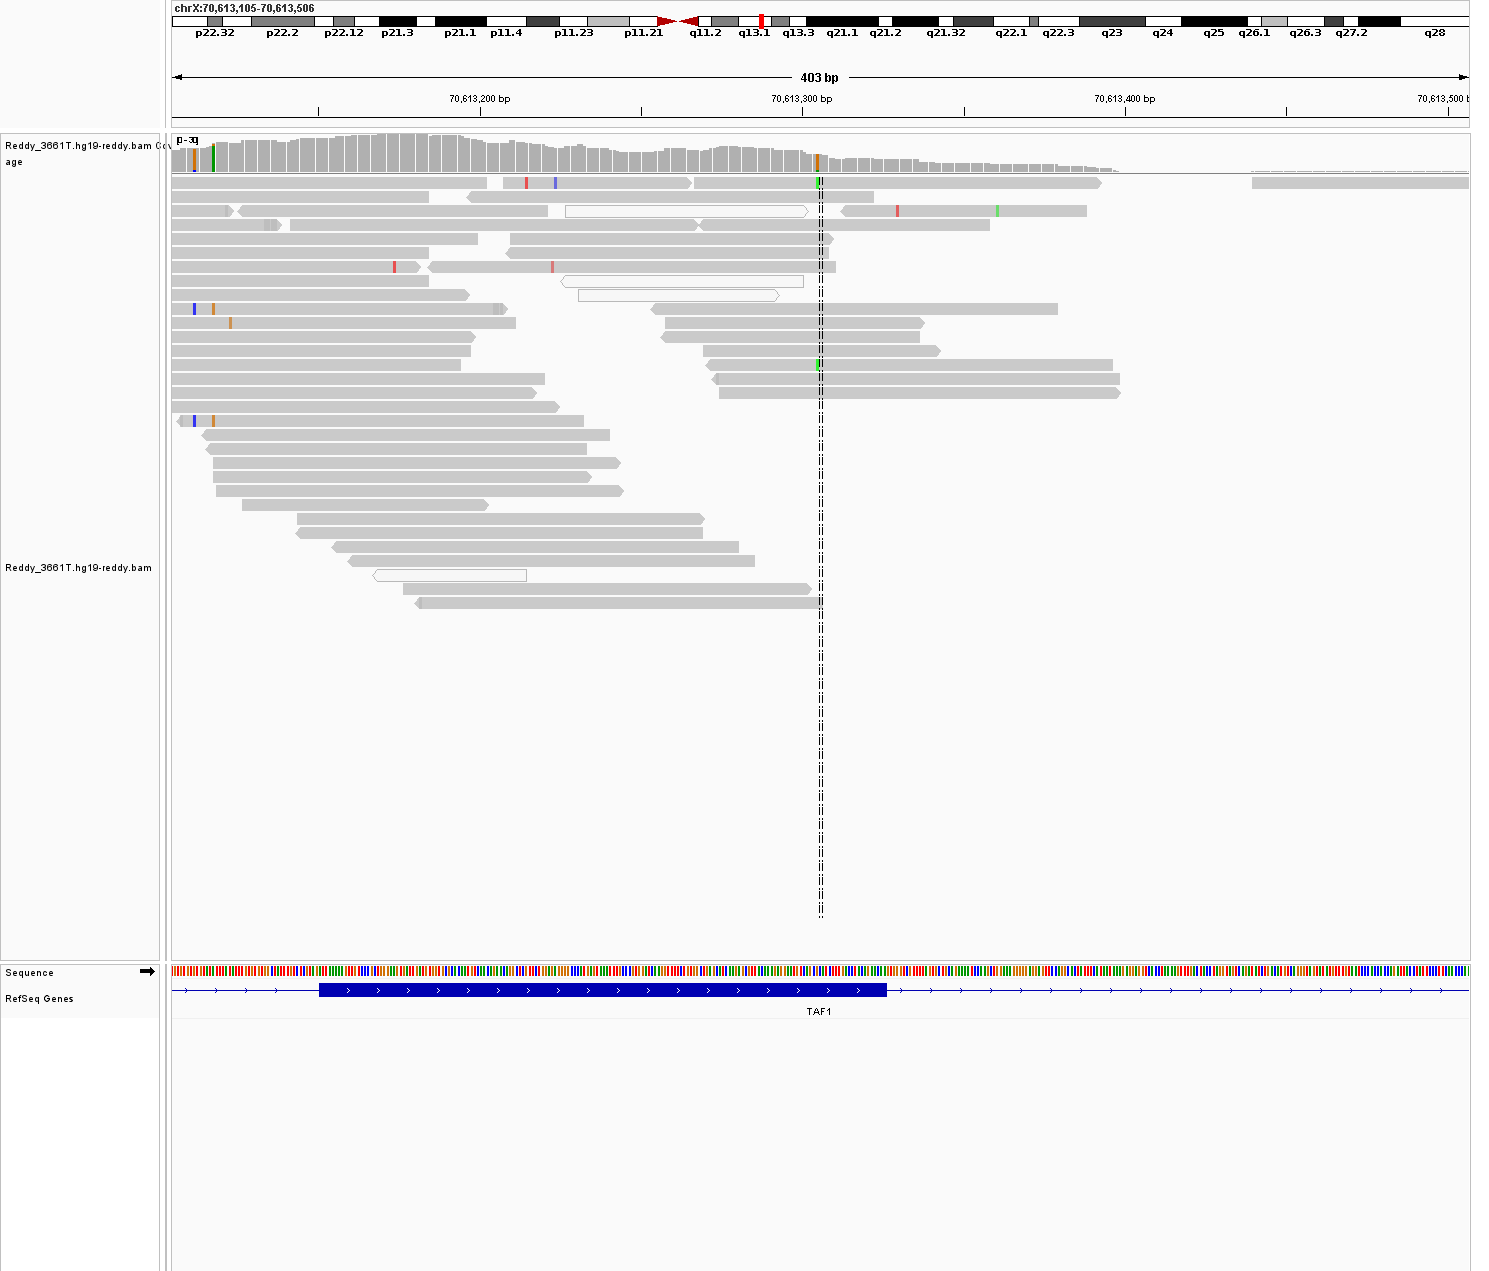 chrX:70,613,105-70,613,506
p22.32 p22.2 p22.12 p21.3 p21.1 p11.4 p11.23 p11.21 q11.2 q13.1 q13.3 q21.1 q21.2 q21.32 q22.1 q22.3 q23 q24 q25 q26.1 q26.3 q27.2 q28
403 bp
70,613,200 bp 70,613,300 bp 70,613,400 bp 70,613,500 b
Reddy_3661T.hg19-reddy.bam Cov
age
Reddy_3661T.hg19-reddy.bam
Sequence
RefSeq Genes
TAF1